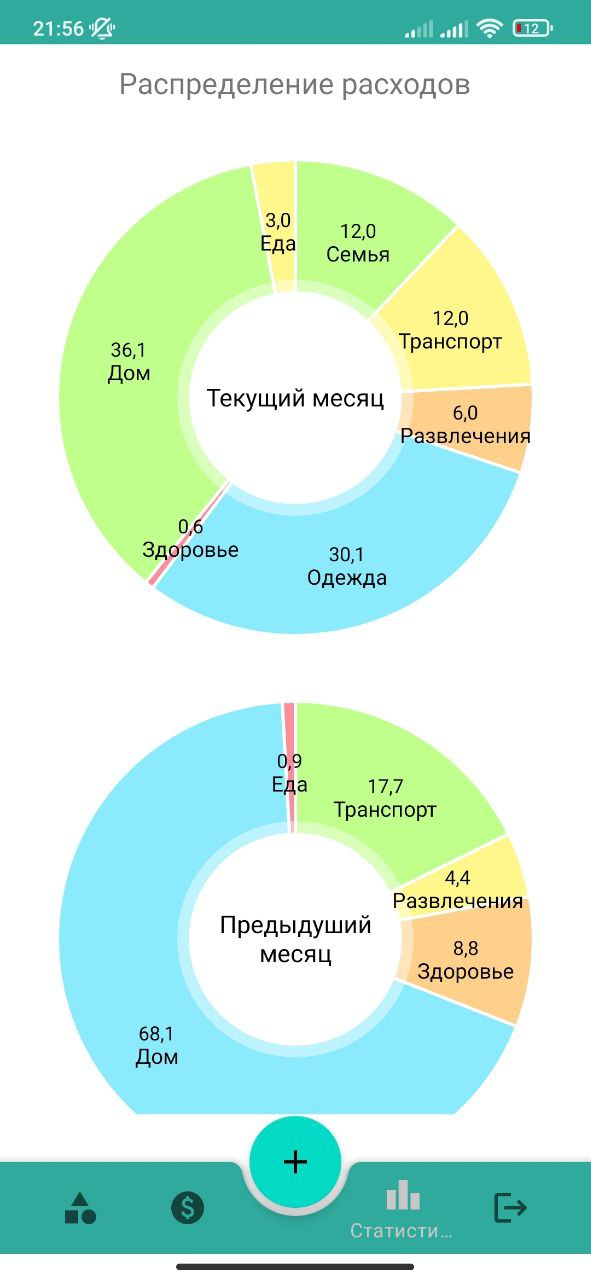 21:56
12
Распределение расходов
3,0
Еда
12,0
Семья
12,0
Транспорт
36,1
Дом
Текущий месяц
6,0
Развлечения
0,6
Здоровье
30,1
Одежда
0,9
Еда
17,7
Транспорт
4,4
Развлечения
Предыдуший
месяц
8,8
Здоровье
68,1
Дом
+
$
Статисти...